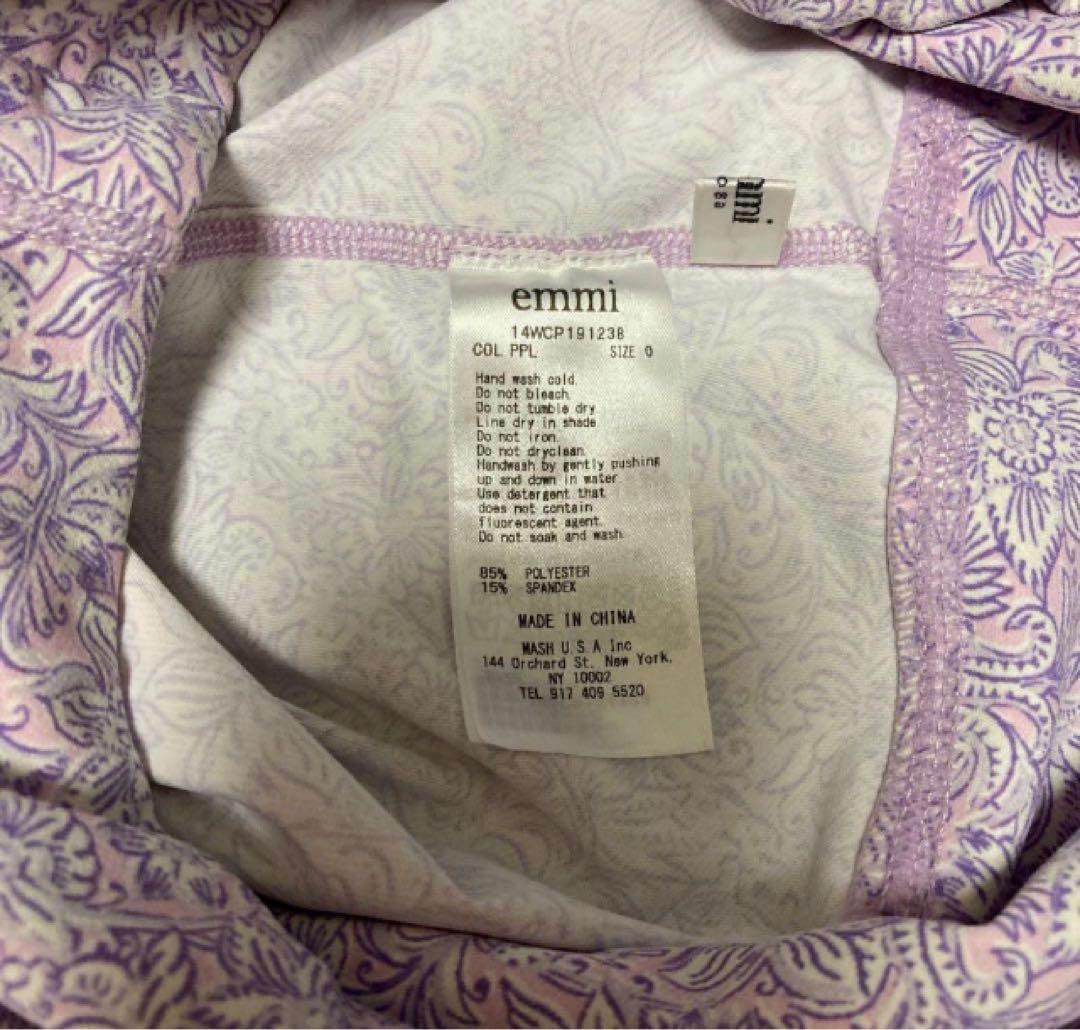 emmi
14WCP191238
COL PPL SIZE 0
Hand wash cold.
Do not bleach.
Do not tumble dry.
Line dry in shade
Do not iron.
Do not dryclean.
Handwash by gently pushing
up and down in water
Use detergent that
does not contain
fluorescent agent.
Do not soak and wash.
85% POLYESTER
15% SPANDEX
MADE IN CHINA
MASH U.S.A Inc
144 Orchard St. New York.
NY 10002
TEL 917 409 5520